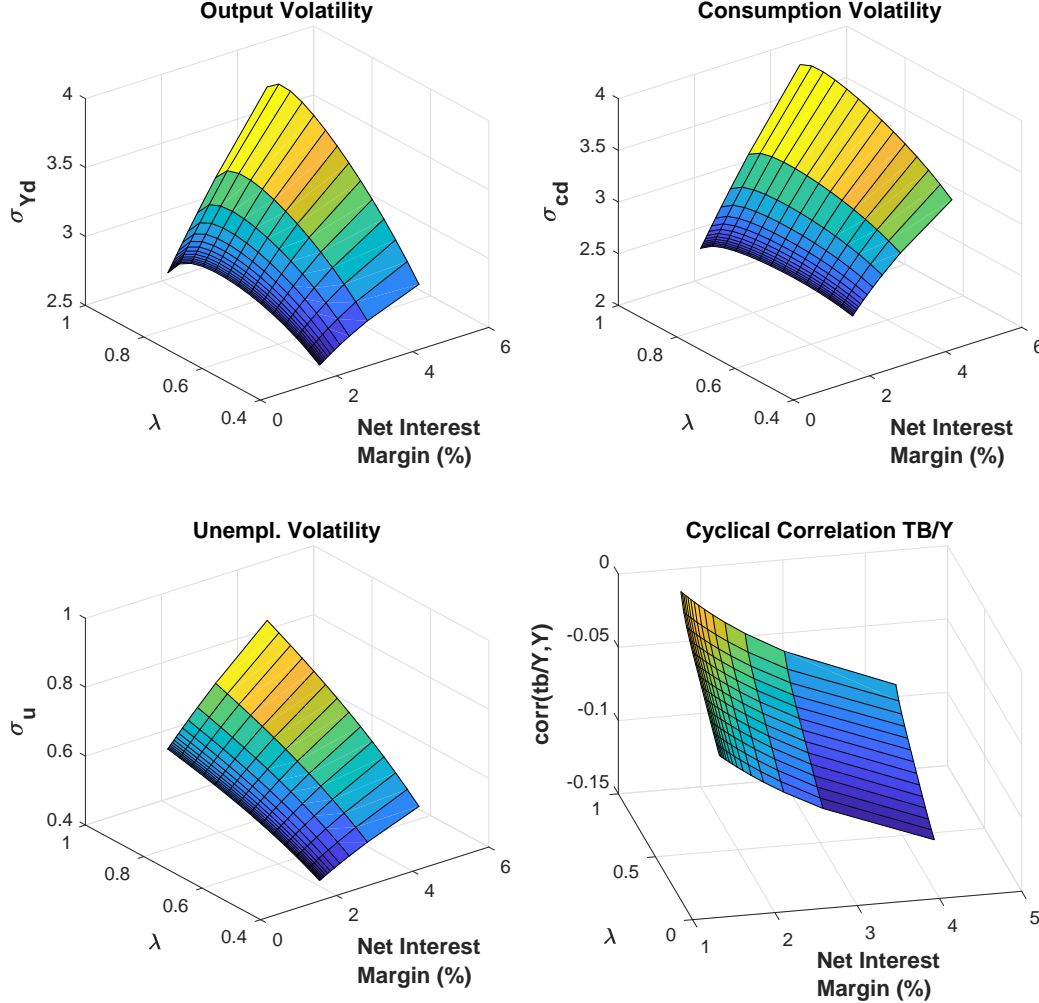 Output Volatility
4
3.5
3
2.5
σYd
1
0.8
0.6
0.4
λ
0
2
4
6
Net Interest
Margin (%)
Consumption Volatility
4
3.5
3
2.5
2
σcd
1
0.8
0.6
0.4
λ
0
2
4
6
Net Interest
Margin (%)
Unempl. Volatility
1
0.8
0.6
0.4
σu
1
0.8
0.6
0.4
λ
0
2
4
6
Net Interest
Margin (%)
Cyclical Correlation TB/Y
0
-0.05
-0.1
-0.15
corr(tb/Y,Y)
1
0.5
0
λ
1
2
3
4
5
Net Interest
Margin (%)